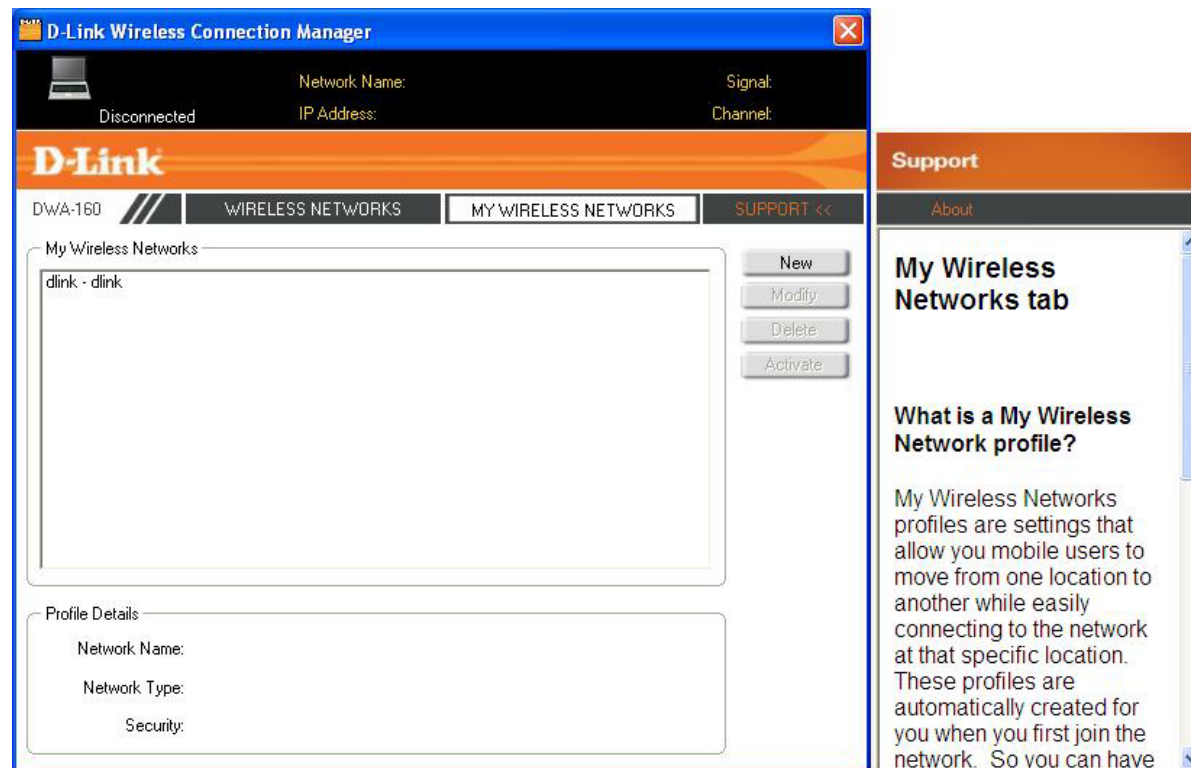 D-Link Wireless Connection Manager
Network Name:
Signal:
Disconnected
IP Address:
Channel:
D-Link
DWA-160
WIRELESS NETWORKS
MY WIRELESS NETWORKS
SUPPORT <<
My Wireless Networks
dlink - dlink
New
Modify
Delete
Activate
Profile Details
Network Name:
Network Type:
Security:
Support
About
My Wireless
Networks tab
What is a My Wireless
Network profile?
My Wireless Networks
profiles are settings that
allow you mobile users to
move from one location to
another while easily
connecting to the network
at that specific location.
These profiles are
automatically created for
you when you first join the
network. So you can have